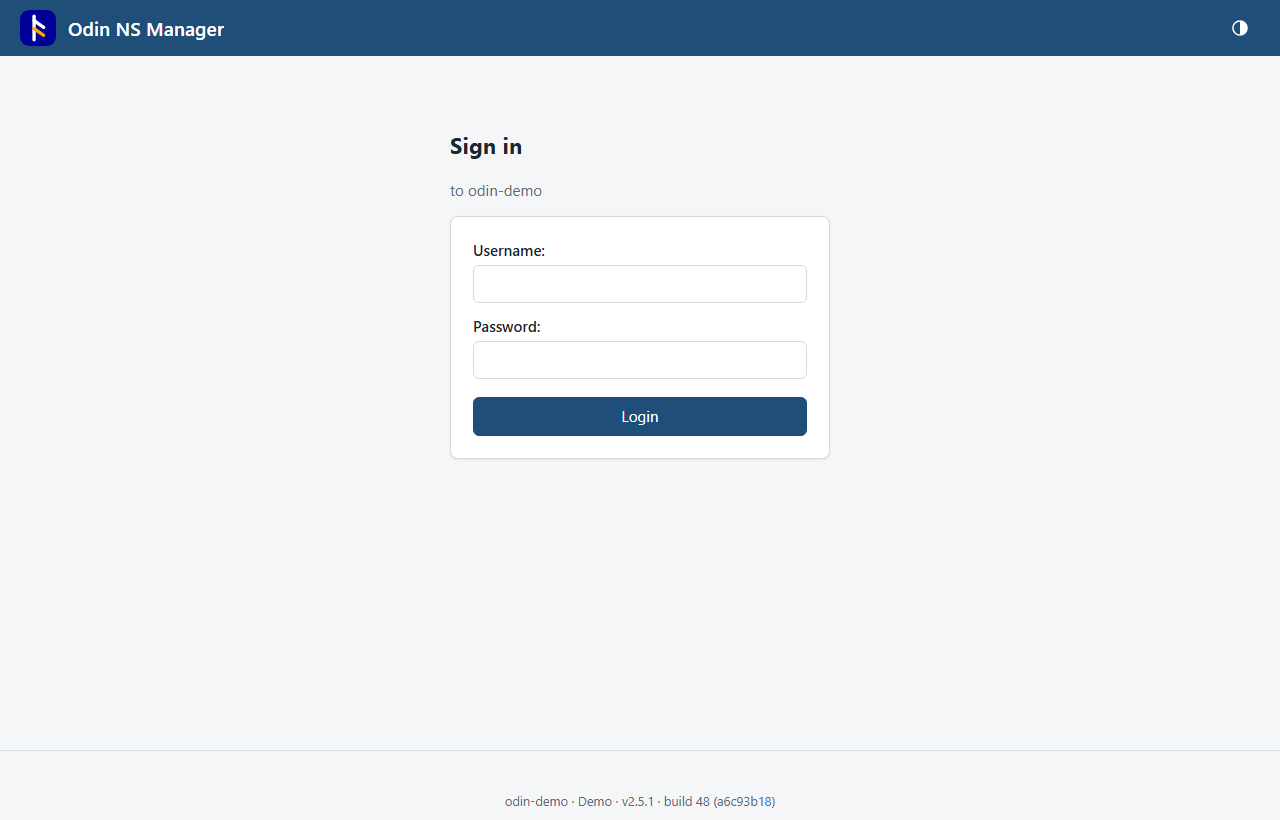 Odin NS Manager
Sign in
to odin-demo
Username:
Password:
Login
odin-demo · Demo · v2.5.1 · build 48 (a6c93b18)